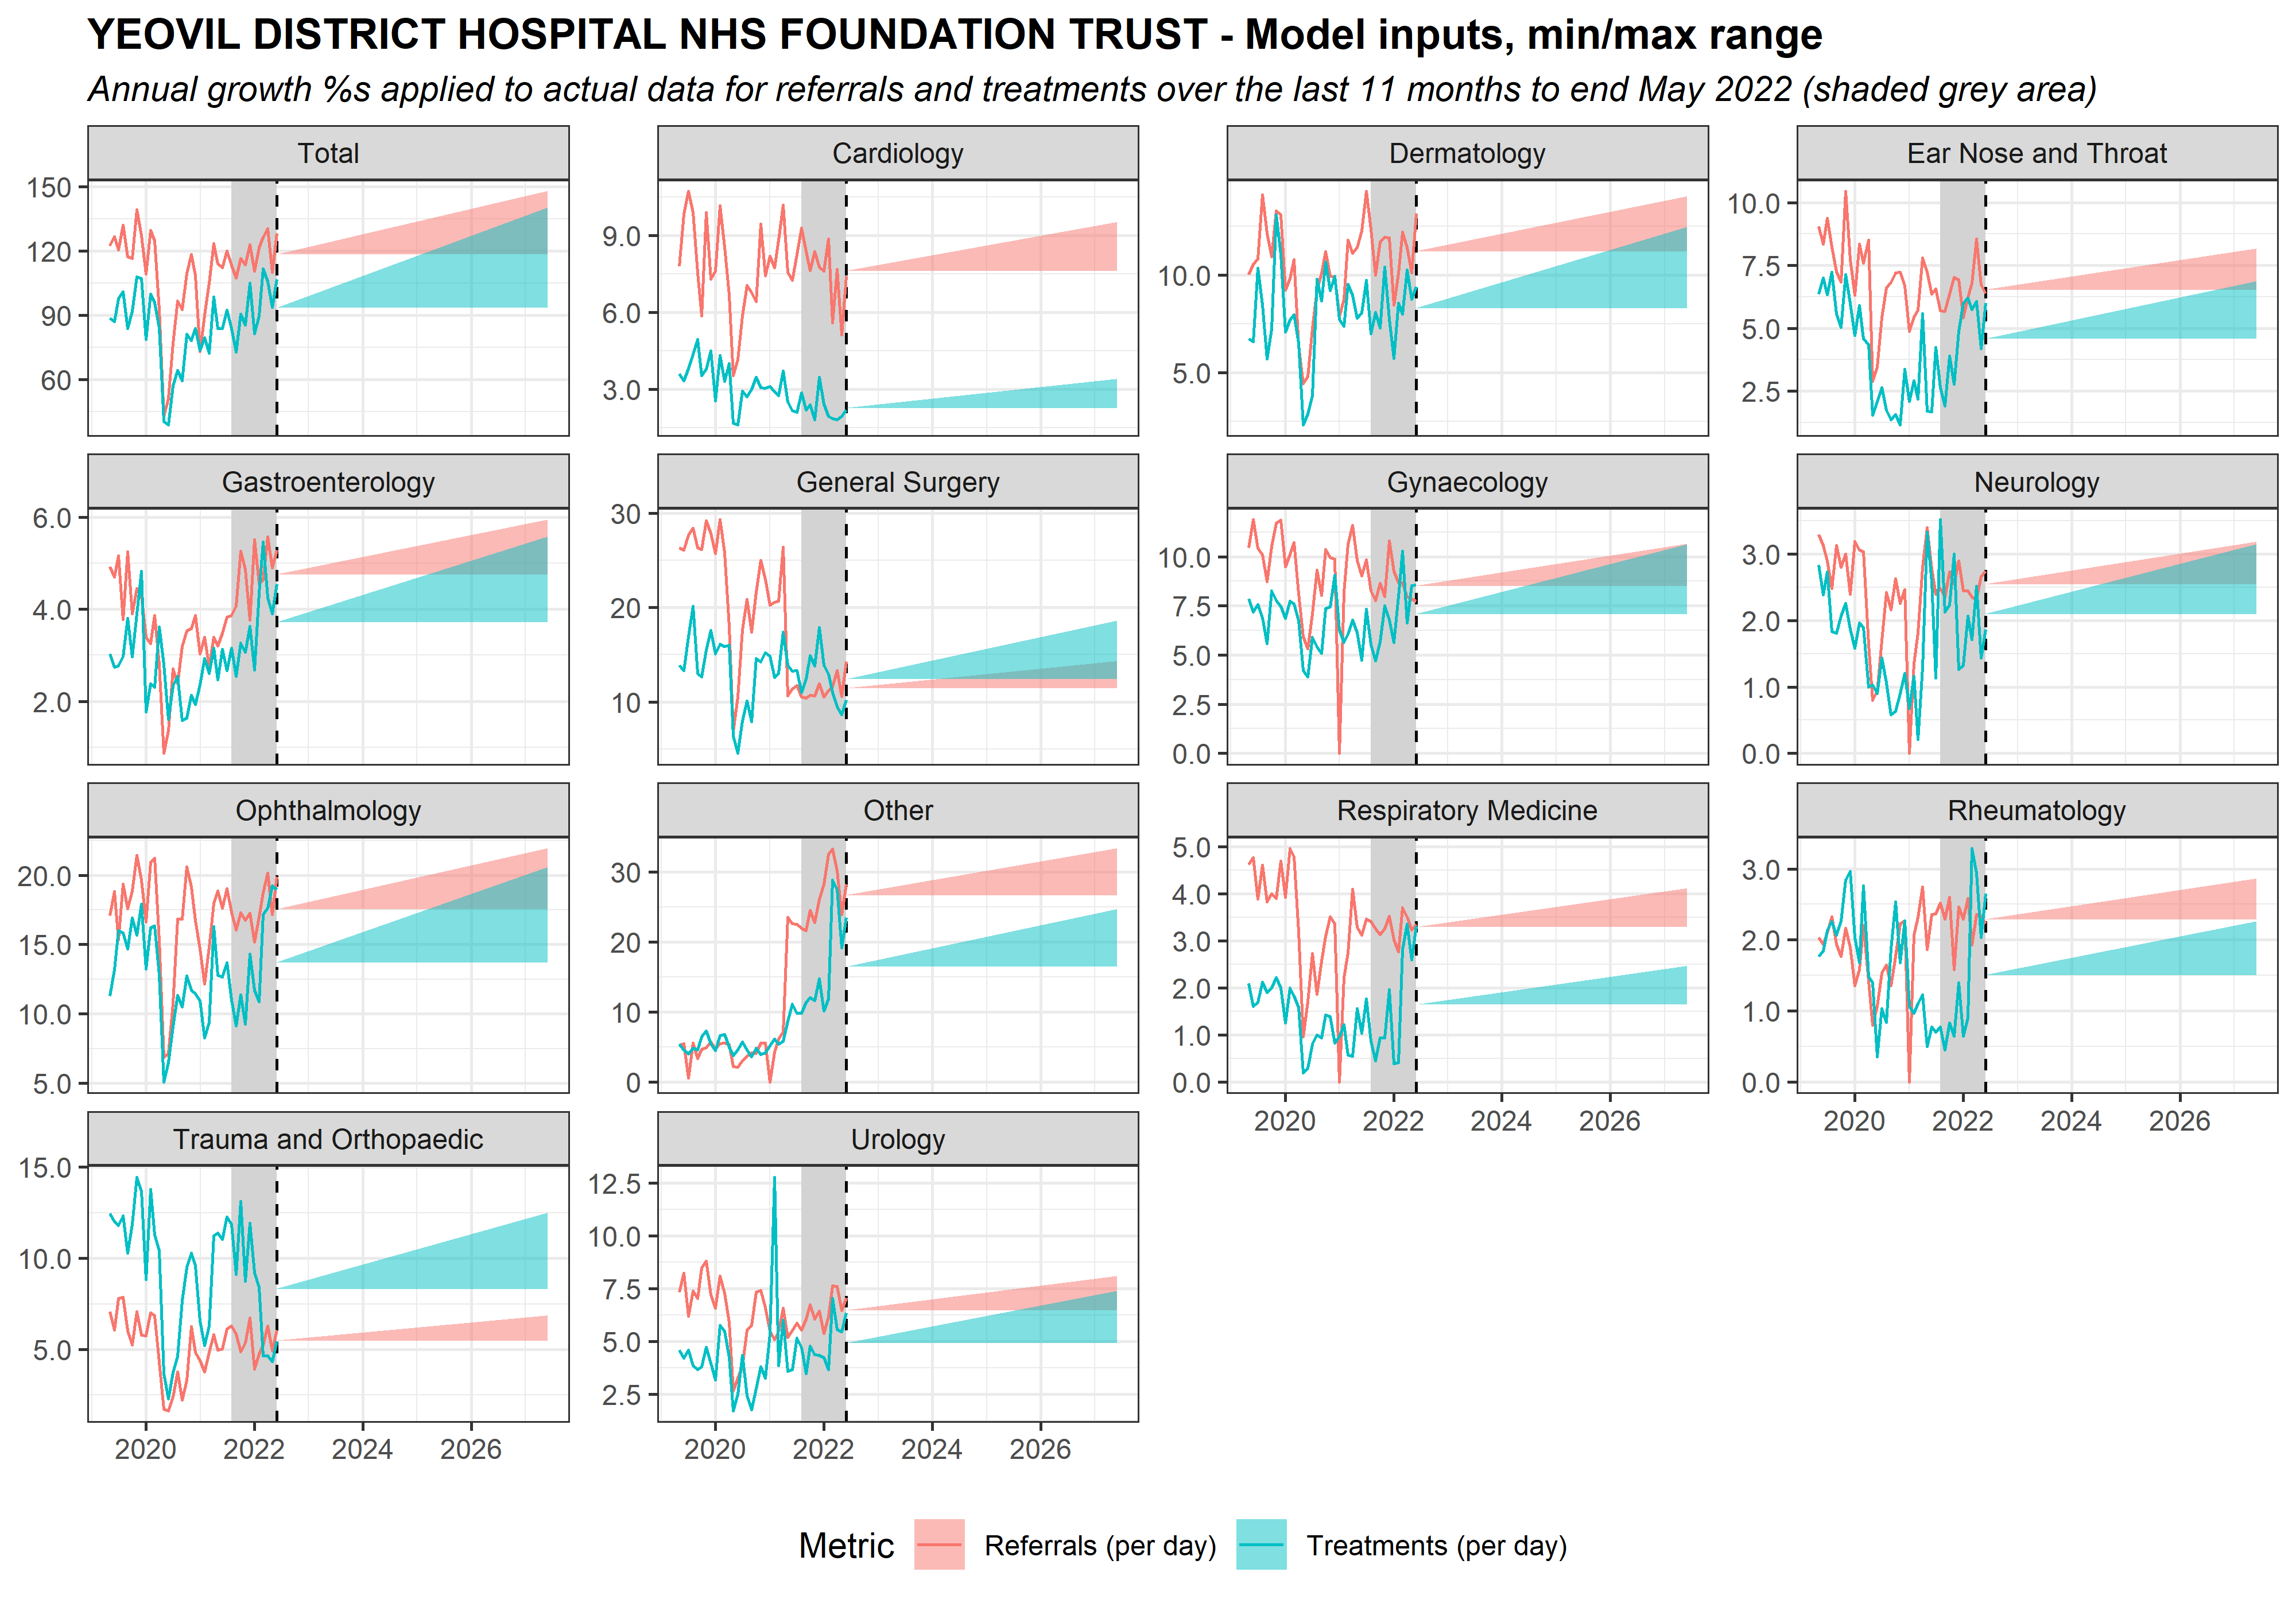 YEOVIL DISTRICT HOSPITAL NHS FOUNDATION TRUST - Model inputs, min/max range
Annual growth %s applied to actual data for referrals and treatments over the last 11 months to end May 2022 (shaded grey area)
Total
Cardiology
Dermatology
Ear Nose and Throat
150
120
90
60
9.0
6.0
3.0
10.0
5.0
10.0
7.5
5.0
2.5
Gastroenterology
General Surgery
Gynaecology
Neurology
6.0
4.0
2.0
30
20
10
10.0
7.5
5.0
2.5
0.0
3.0
2.0
1.0
0.0
Ophthalmology
Other
Respiratory Medicine
Rheumatology
20.0
15.0
10.0
5.0
30
20
10
0
5.0
4.0
3.0
2.0
1.0
0.0
3.0
2.0
1.0
0.0
2020 2022 2024 2026
2020 2022 2024 2026
Trauma and Orthopaedic
Urology
15.0
10.0
5.0
12.5
10.0
7.5
5.0
2.5
2020 2022 2024 2026
2020 2022 2024 2026
Metric Referrals (per day) Treatments (per day)